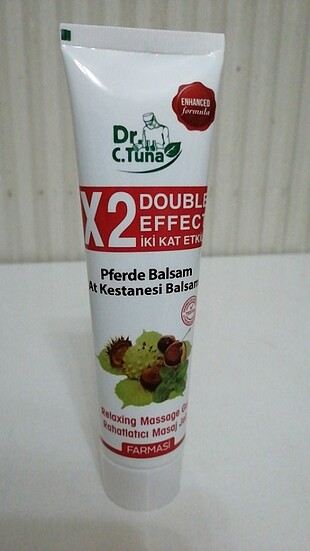 ENHANCED
formula
Dr.
C.Tuna
X2 DOUBLE
EFFECT
İKİ KAT ETKİ
Pferde Balsam
At Kestanesi Balsam
Relaxing Massage
Rahatlatıcı Masaj
FARMASİ